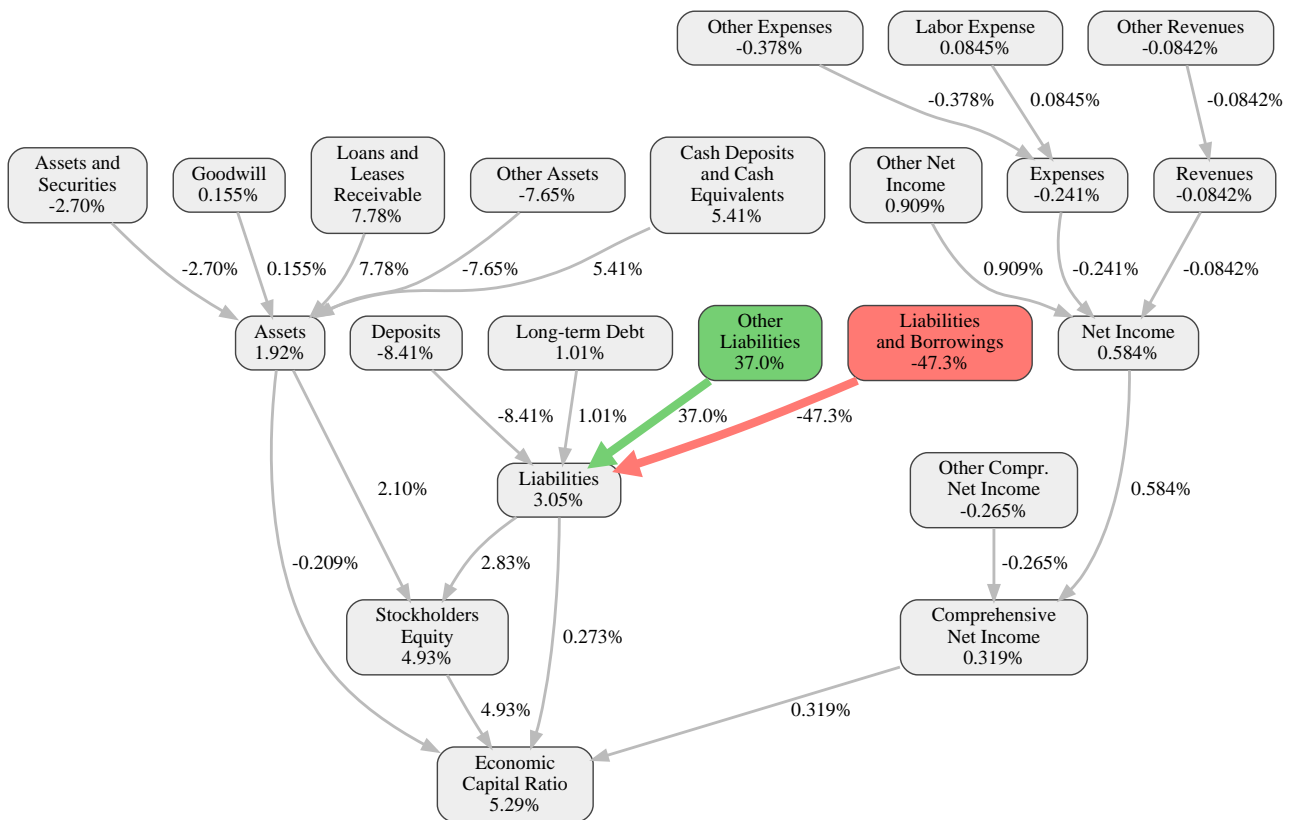 Other Expenses
-0.378%
Labor Expense
0.0845%
Other Revenues
-0.0842%
-0.378%
0.0845%
-0.0842%
Assets and
Securities
-2.70%
Goodwill
0.155%
Loans and
Leases
Receivable
7.78%
Other Assets
-7.65%
Cash Deposits
and Cash
Equivalents
5.41%
Other Net
Income
0.909%
Expenses
-0.241%
Revenues
-0.0842%
-2.70%
0.155%
7.78%
-7.65%
5.41%
0.909%
-0.241%
-0.0842%
Assets
1.92%
Deposits
-8.41%
Long-term Debt
1.01%
Other
Liabilities
37.0%
Liabilities
and Borrowings
-47.3%
Net Income
0.584%
-8.41%
1.01%
37.0%
-47.3%
2.10%
Liabilities
3.05%
Other Compr.
Net Income
-0.265%
0.584%
-0.209%
2.83%
-0.265%
Stockholders
Equity
4.93%
0.273%
Comprehensive
Net Income
0.319%
4.93%
0.319%
Economic
Capital Ratio
5.29%